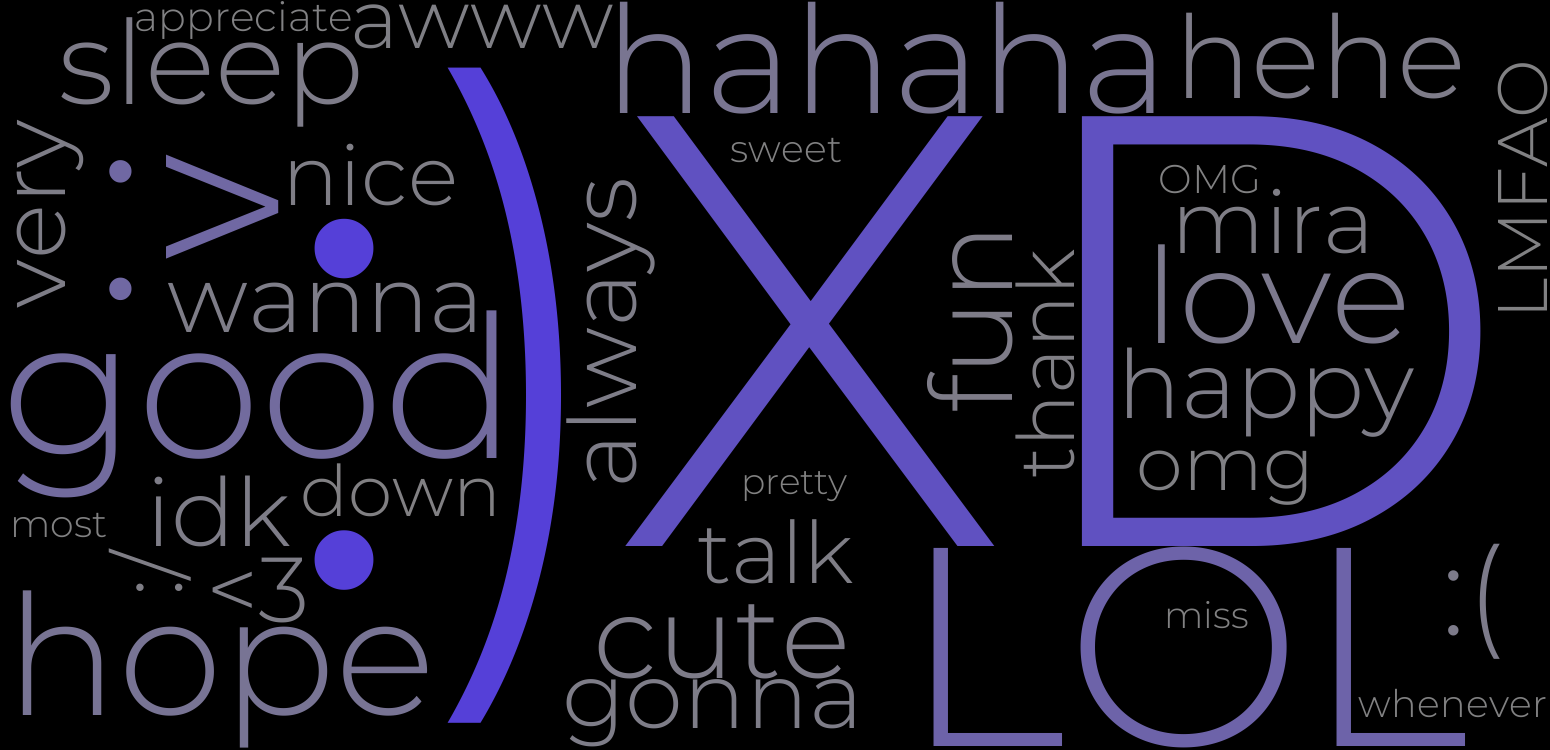 appreciate
awww
hahaha
hehe
sleep
LMFAO
very
:>
nice
sweet
OMG
mira
always
fun
thank
love
wanna
:)
XD
good
happy
omg
idk
down
pretty
most
:/
<3
talk
hope
cute
gonna
LOL
miss
:(
whenever